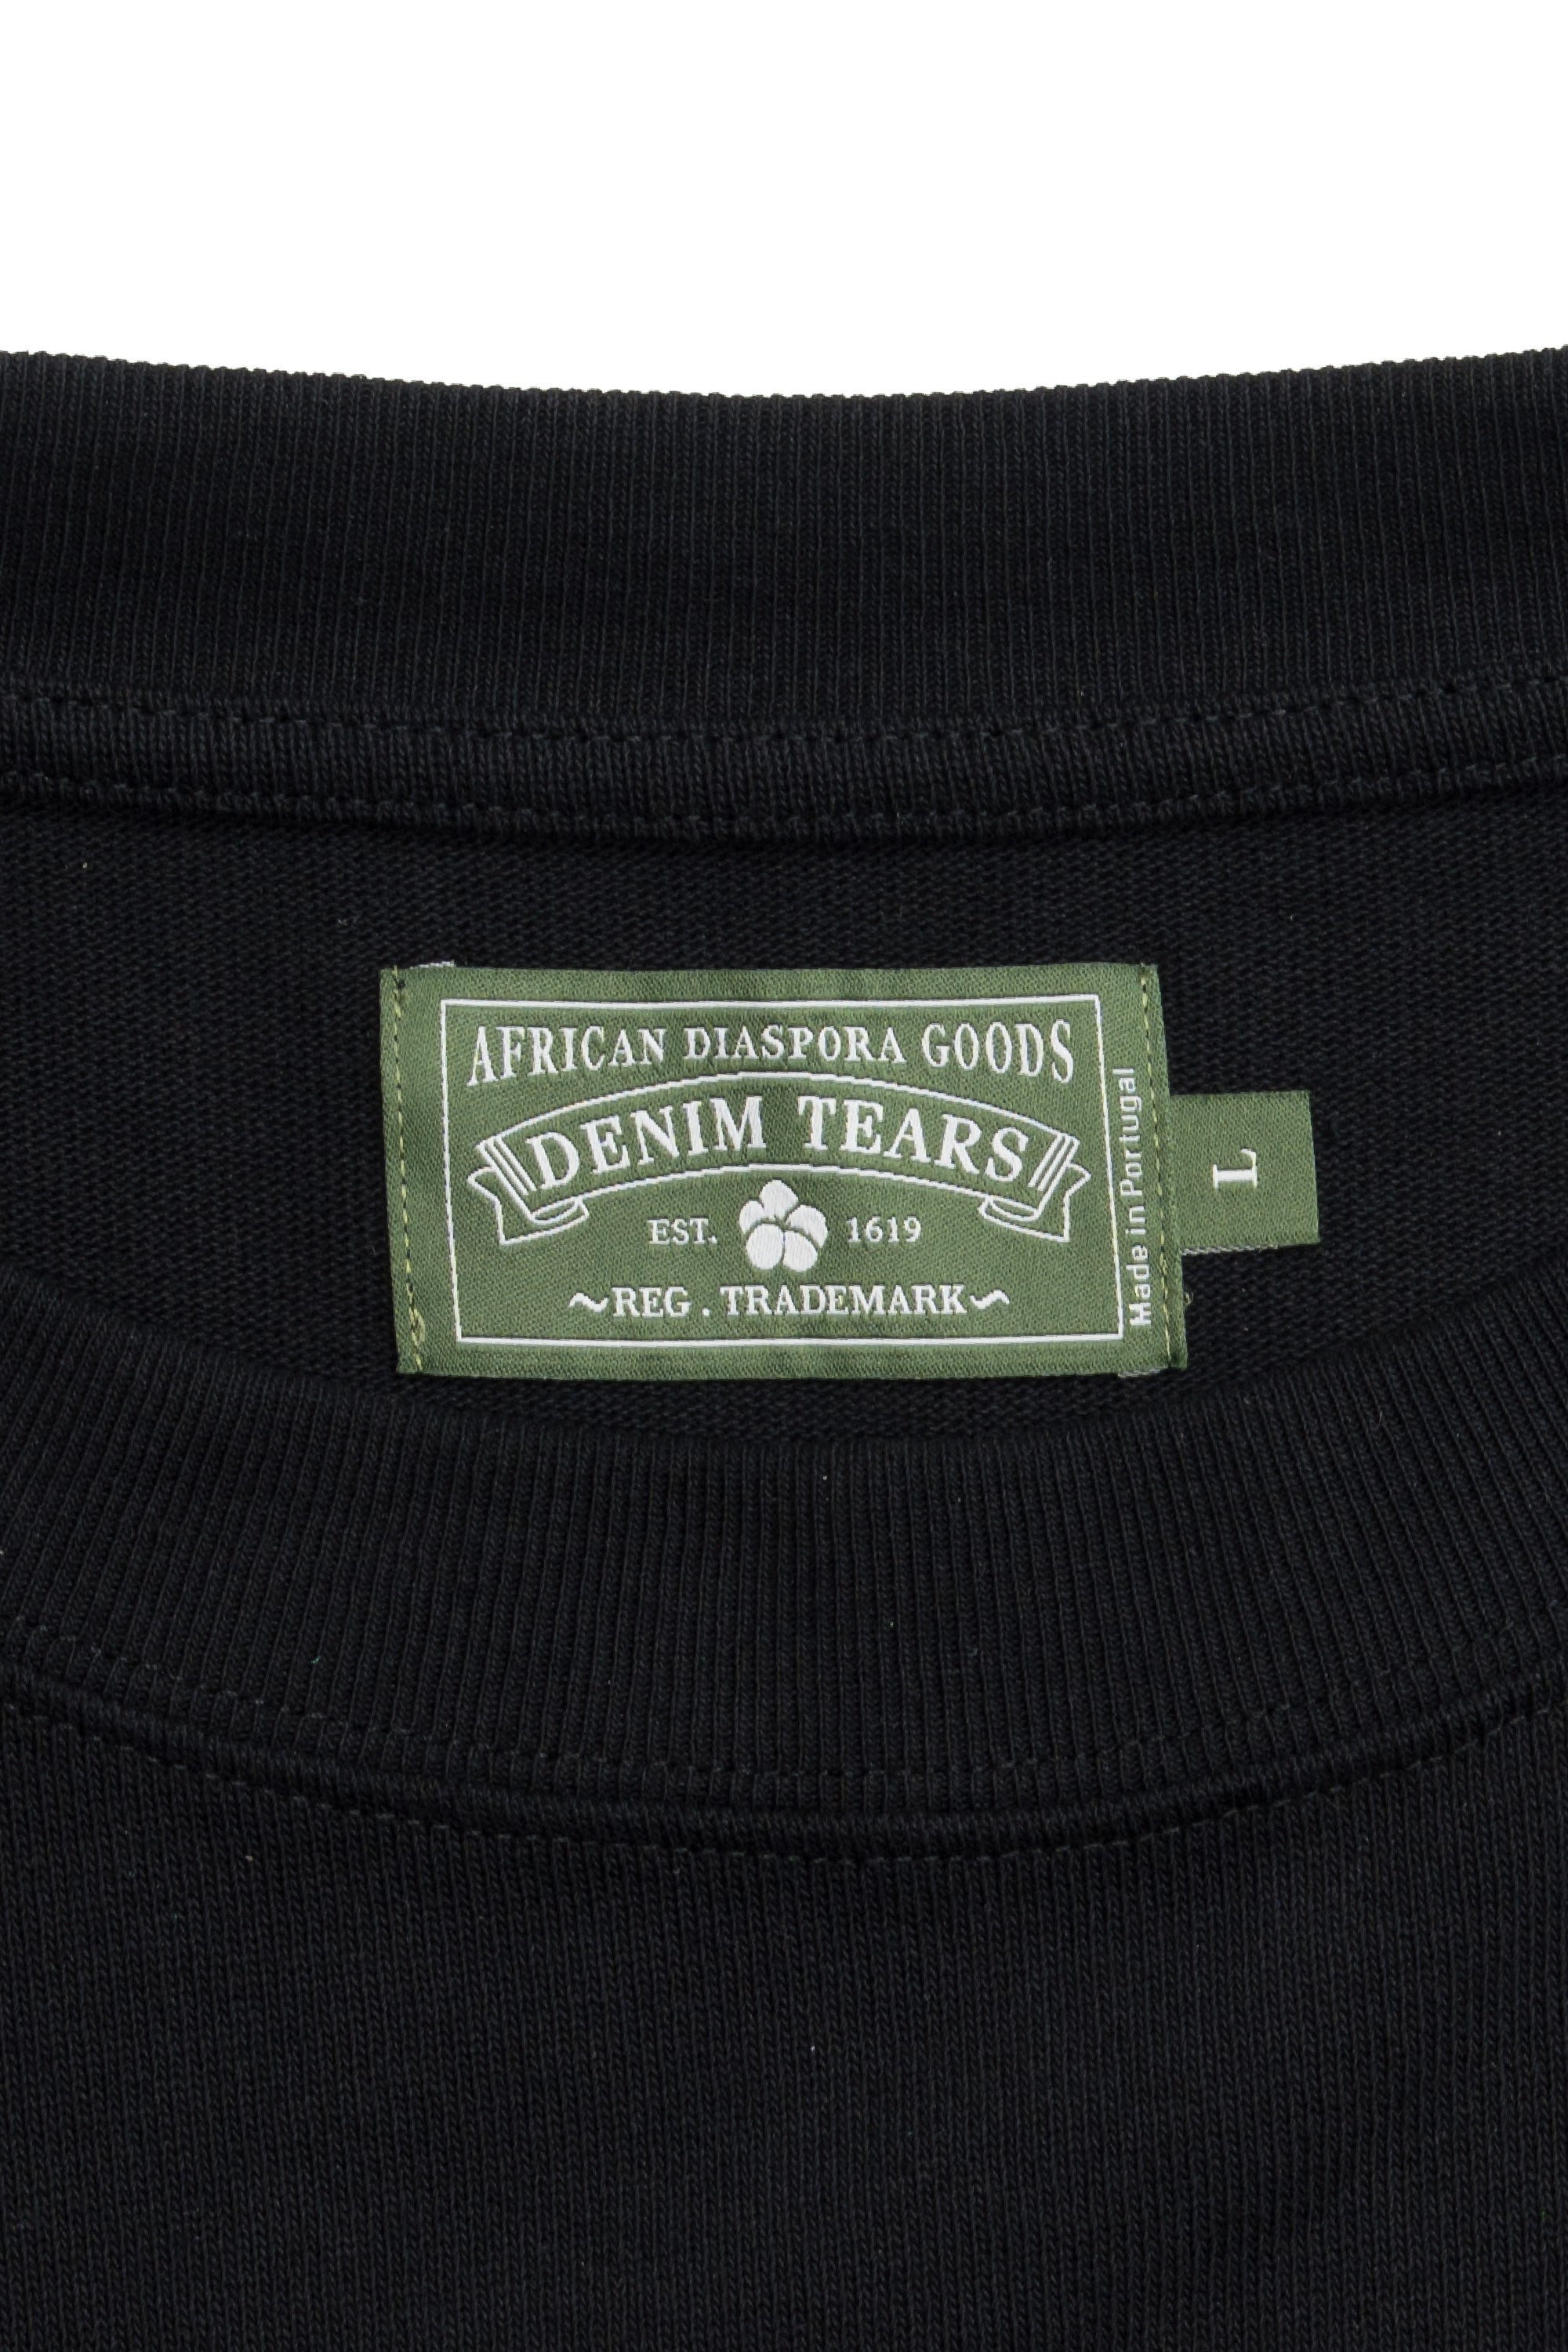 AFRICAN DIASPORA GOODS
DENIM TEARS
EST. 1619
~REG . TRADEMARK~
Made in Portugal
L